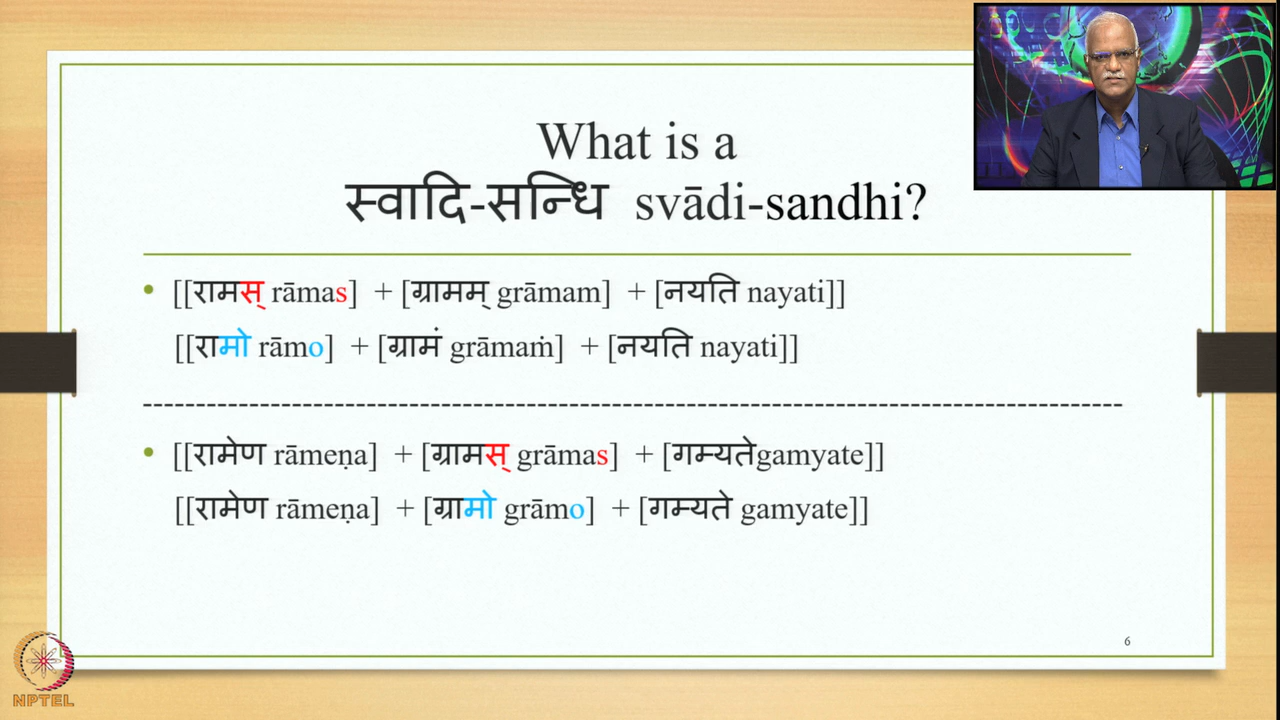 What is a
स्वादि-सन्धि svādi-sandhi?
• [[रामस् rāmas] + [ग्रामम् grāmam] + [नयति nayati]]
[[रामो rāmo] + [ग्रामं grāmaṁ] + [नयति nayati]]
------------------------------------------------------------------------------------------
• [[रामेण rāmeṇa] + [ग्रामस् grāmas] + [गम्यतेgamyate]]
[[रामेण rāmeṇa] + [ग्रामो grāmo] + [गम्यते gamyate]]
6
NPTEL